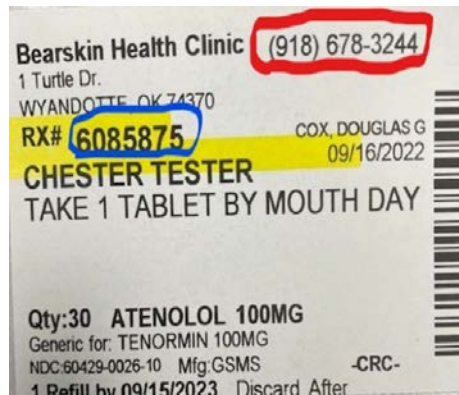 Bearskin Health Clinic (918) 678-3244
1 Turtle Dr.
WYANDOTTE, OK 74370
RX# 6085875 COX, DOUGLAS G
09/16/2022
CHESTER TESTER
TAKE 1 TABLET BY MOUTH DAY
Qty:30 ATENOLOL 100MG
Generic for: TENORMIN 100MG
NDC:60429-0026-10 Mfg:GSMS -CRC-
1 Refill by 09/15/2023 Discard After